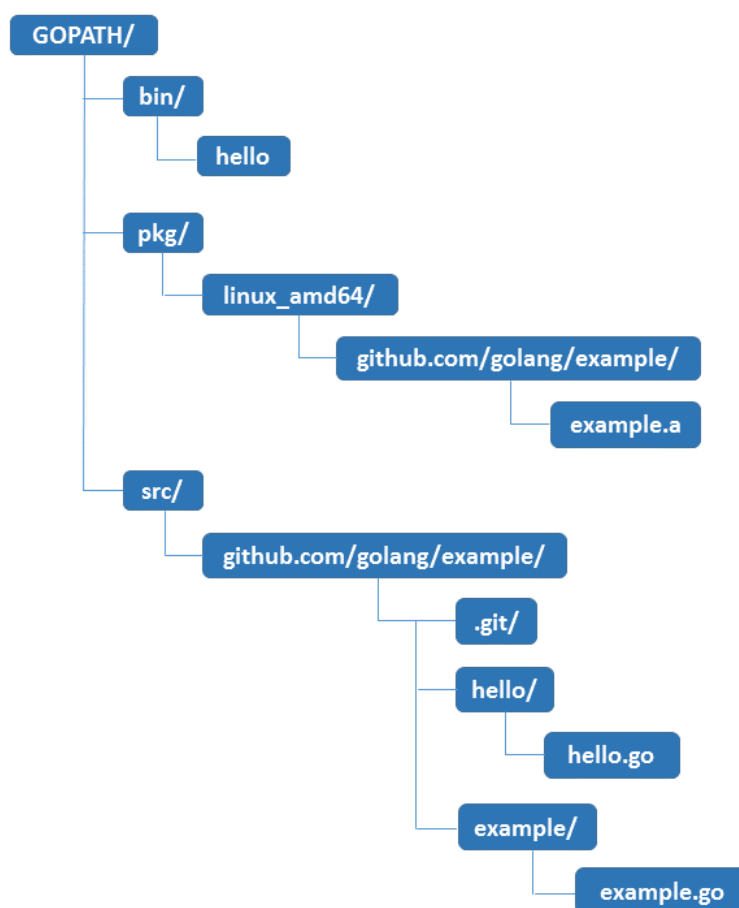 GOPATH/
bin/
hello
pkg/
linux_amd64/
github.com/golang/example/
example.a
src/
github.com/golang/example/
.git/
hello/
hello.go
example/
example.go